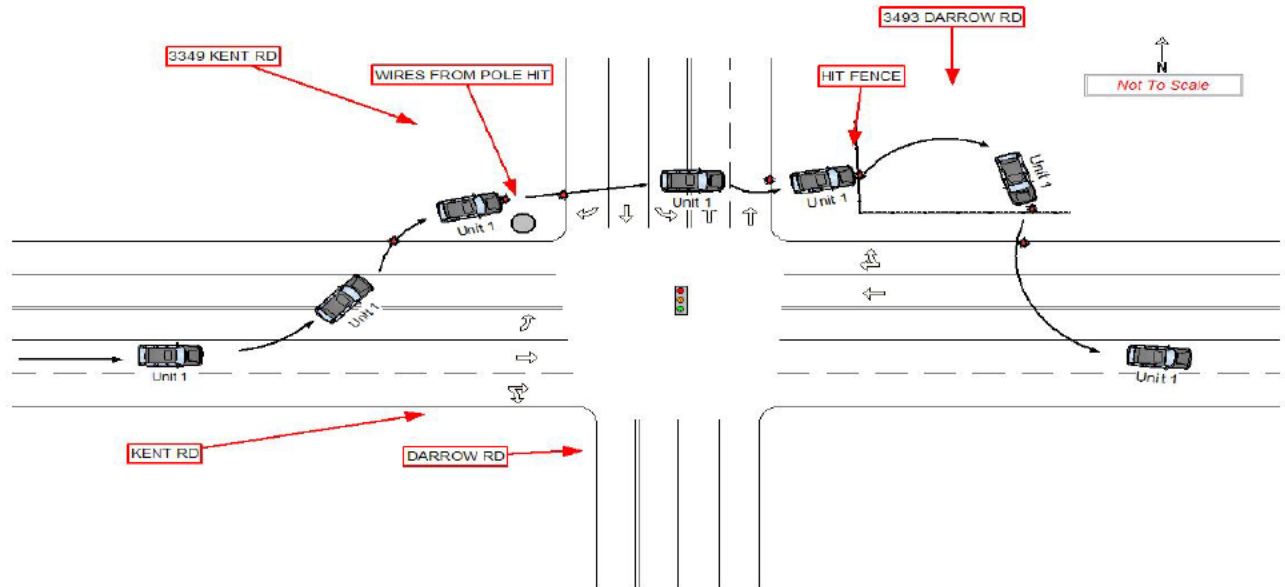 3349 KENT RD
3493 DARROW RD
WIRES FROM POLE HIT
HIT FENCE
N
Not To Scale
Unit 1
Unit 1
Unit 1
Unit 1
Unit 1
Unit 1
Unit 1
KENT RD
DARROW RD